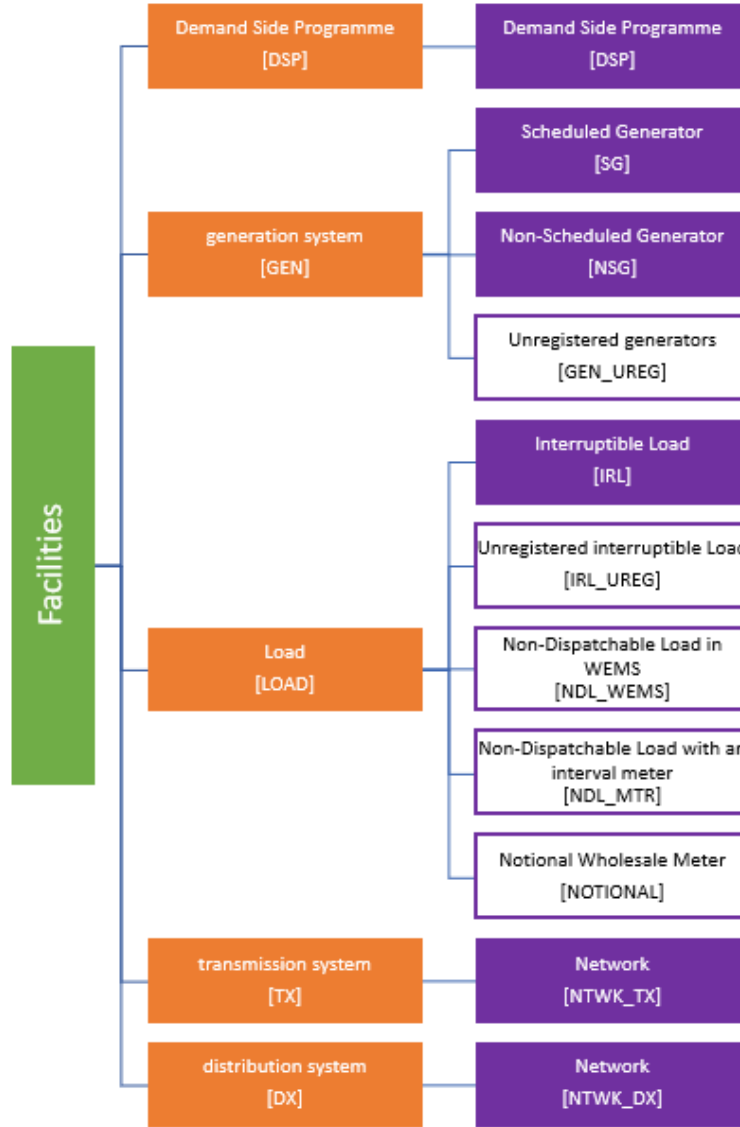 Facilities
Demand Side Programme
[DSP]
Demand Side Programme
[DSP]
generation system
[GEN]
Scheduled Generator
[SG]
Non-Scheduled Generator
[NSG]
Unregistered generators
[GEN_UREG]
Load
[LOAD]
Interruptible Load
[IRL]
Unregistered interruptible Load
[IRL_UREG]
Non-Dispatchable Load in
WEMS
[NDL_WEMS]
Non-Dispatchable Load with an
interval meter
[NDL_MTR]
Notional Wholesale Meter
[NOTIONAL]
transmission system
[TX]
Network
[NTWK_TX]
distribution system
[DX]
Network
[NTWK_DX]